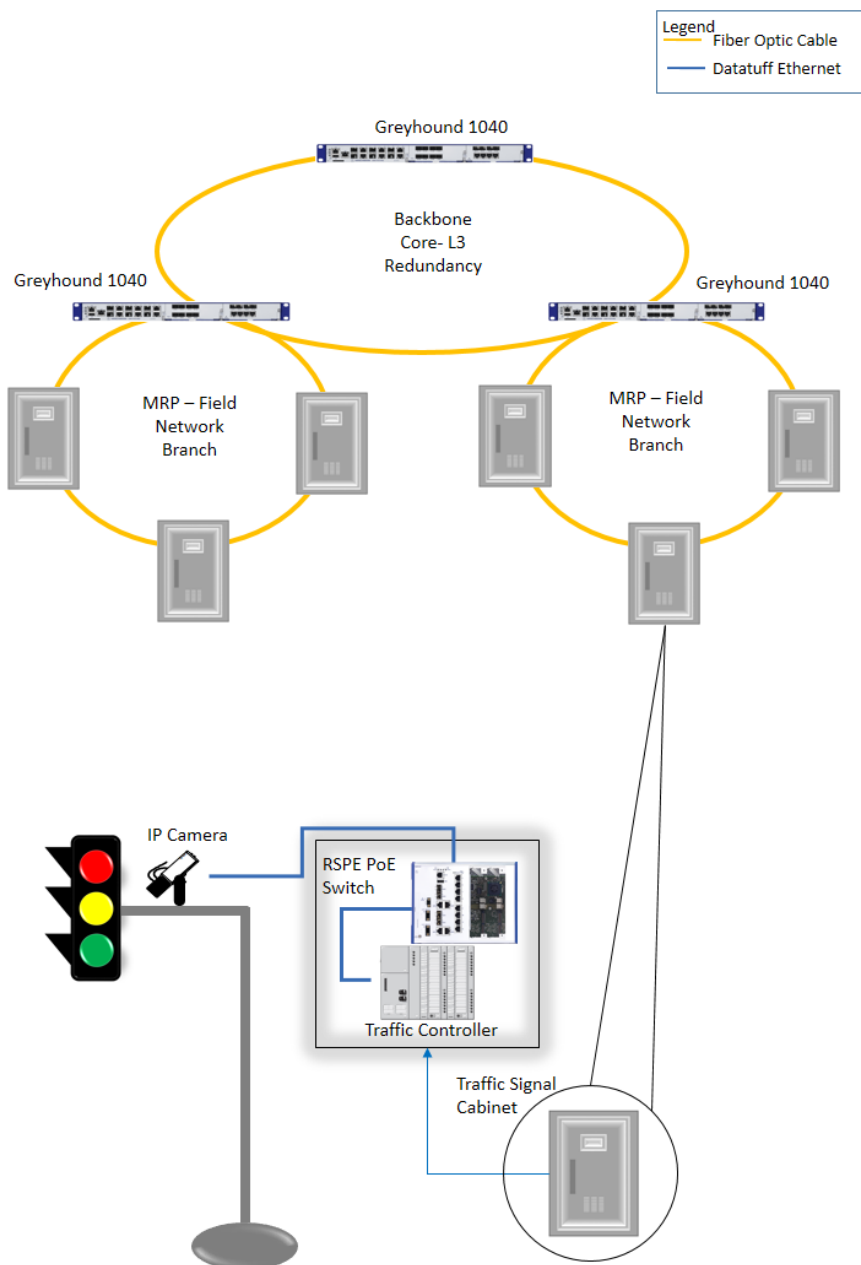 Legend
Fiber Optic Cable
Datatuff Ethernet
Greyhound 1040
Backbone
Core- L3
Redundancy
Greyhound 1040
Greyhound 1040
MRP – Field
Network
Branch
MRP – Field
Network
Branch
IP Camera
RSPE PoE
Switch
Traffic Controller
Traffic Signal
Cabinet